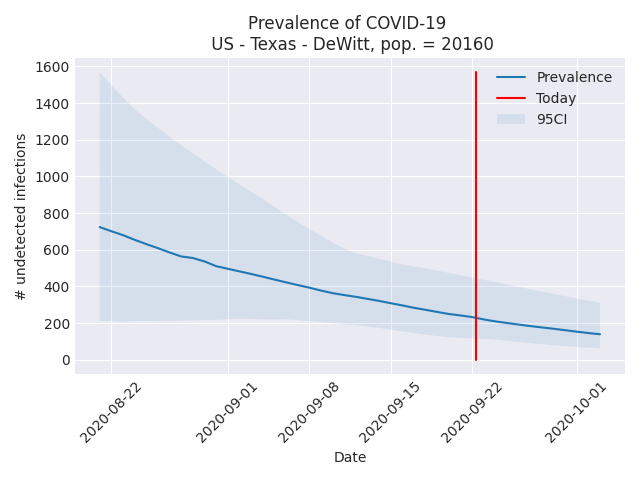 Prevalence of COVID-19
US - Texas - DeWitt, pop. = 20160
1600
1400
1200
1000
800
600
400
200
0
# undetected infections
Prevalence
Today
95CI
2020-08-22
2020-09-01
2020-09-08
2020-09-15
2020-09-22
2020-10-01
Date